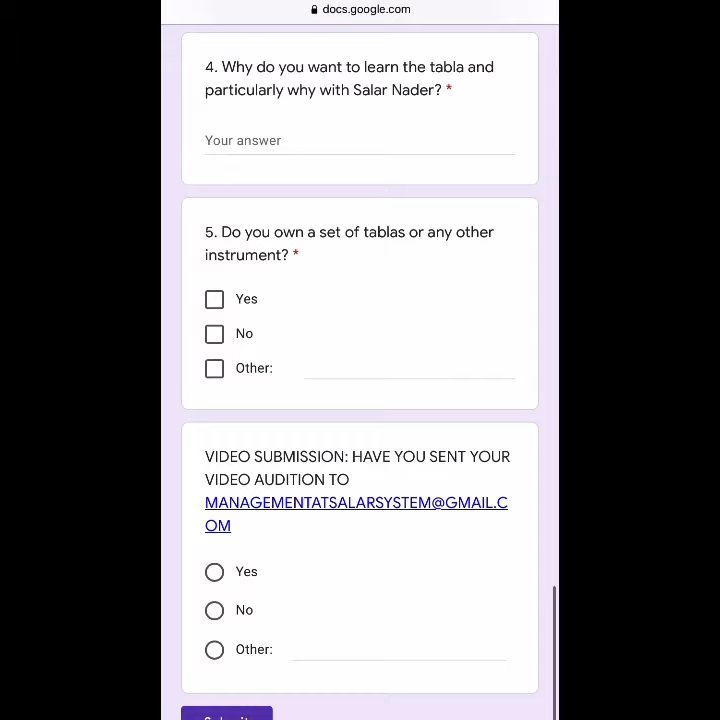 docs.google.com
4. Why do you want to learn the tabla and
particularly why with Salar Nader? *
Your answer
5. Do you own a set of tablas or any other
instrument? *
Yes
No
Other:
VIDEO SUBMISSION: HAVE YOU SENT YOUR
VIDEO AUDITION TO
MANAGEMENTATSALARSYSTEM@GMAIL.C
OM
Yes
No
Other:
Submit